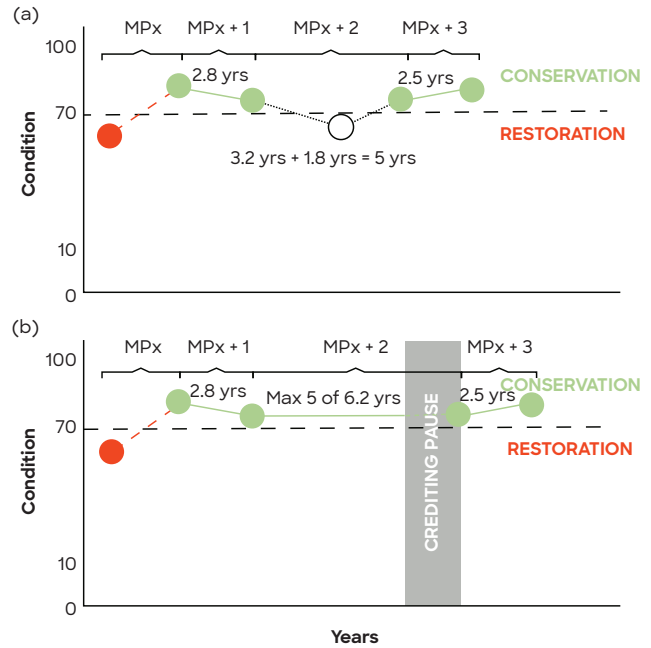 (a)
MPx MPx + 1 MPx + 2 MPx + 3
100
2.8 yrs 2.5 yrs CONSERVATION
70
RESTORATION
3.2 yrs + 1.8 yrs = 5 yrs
Condition
10
0
(b)
MPx MPx + 1 MPx + 2 MPx + 3
100
2.8 yrs Max 5 of 6.2 yrs 2.5 yrs CONSERVATION
70
RESTORATION
Condition
CREDITING PAUSE
10
0
Years